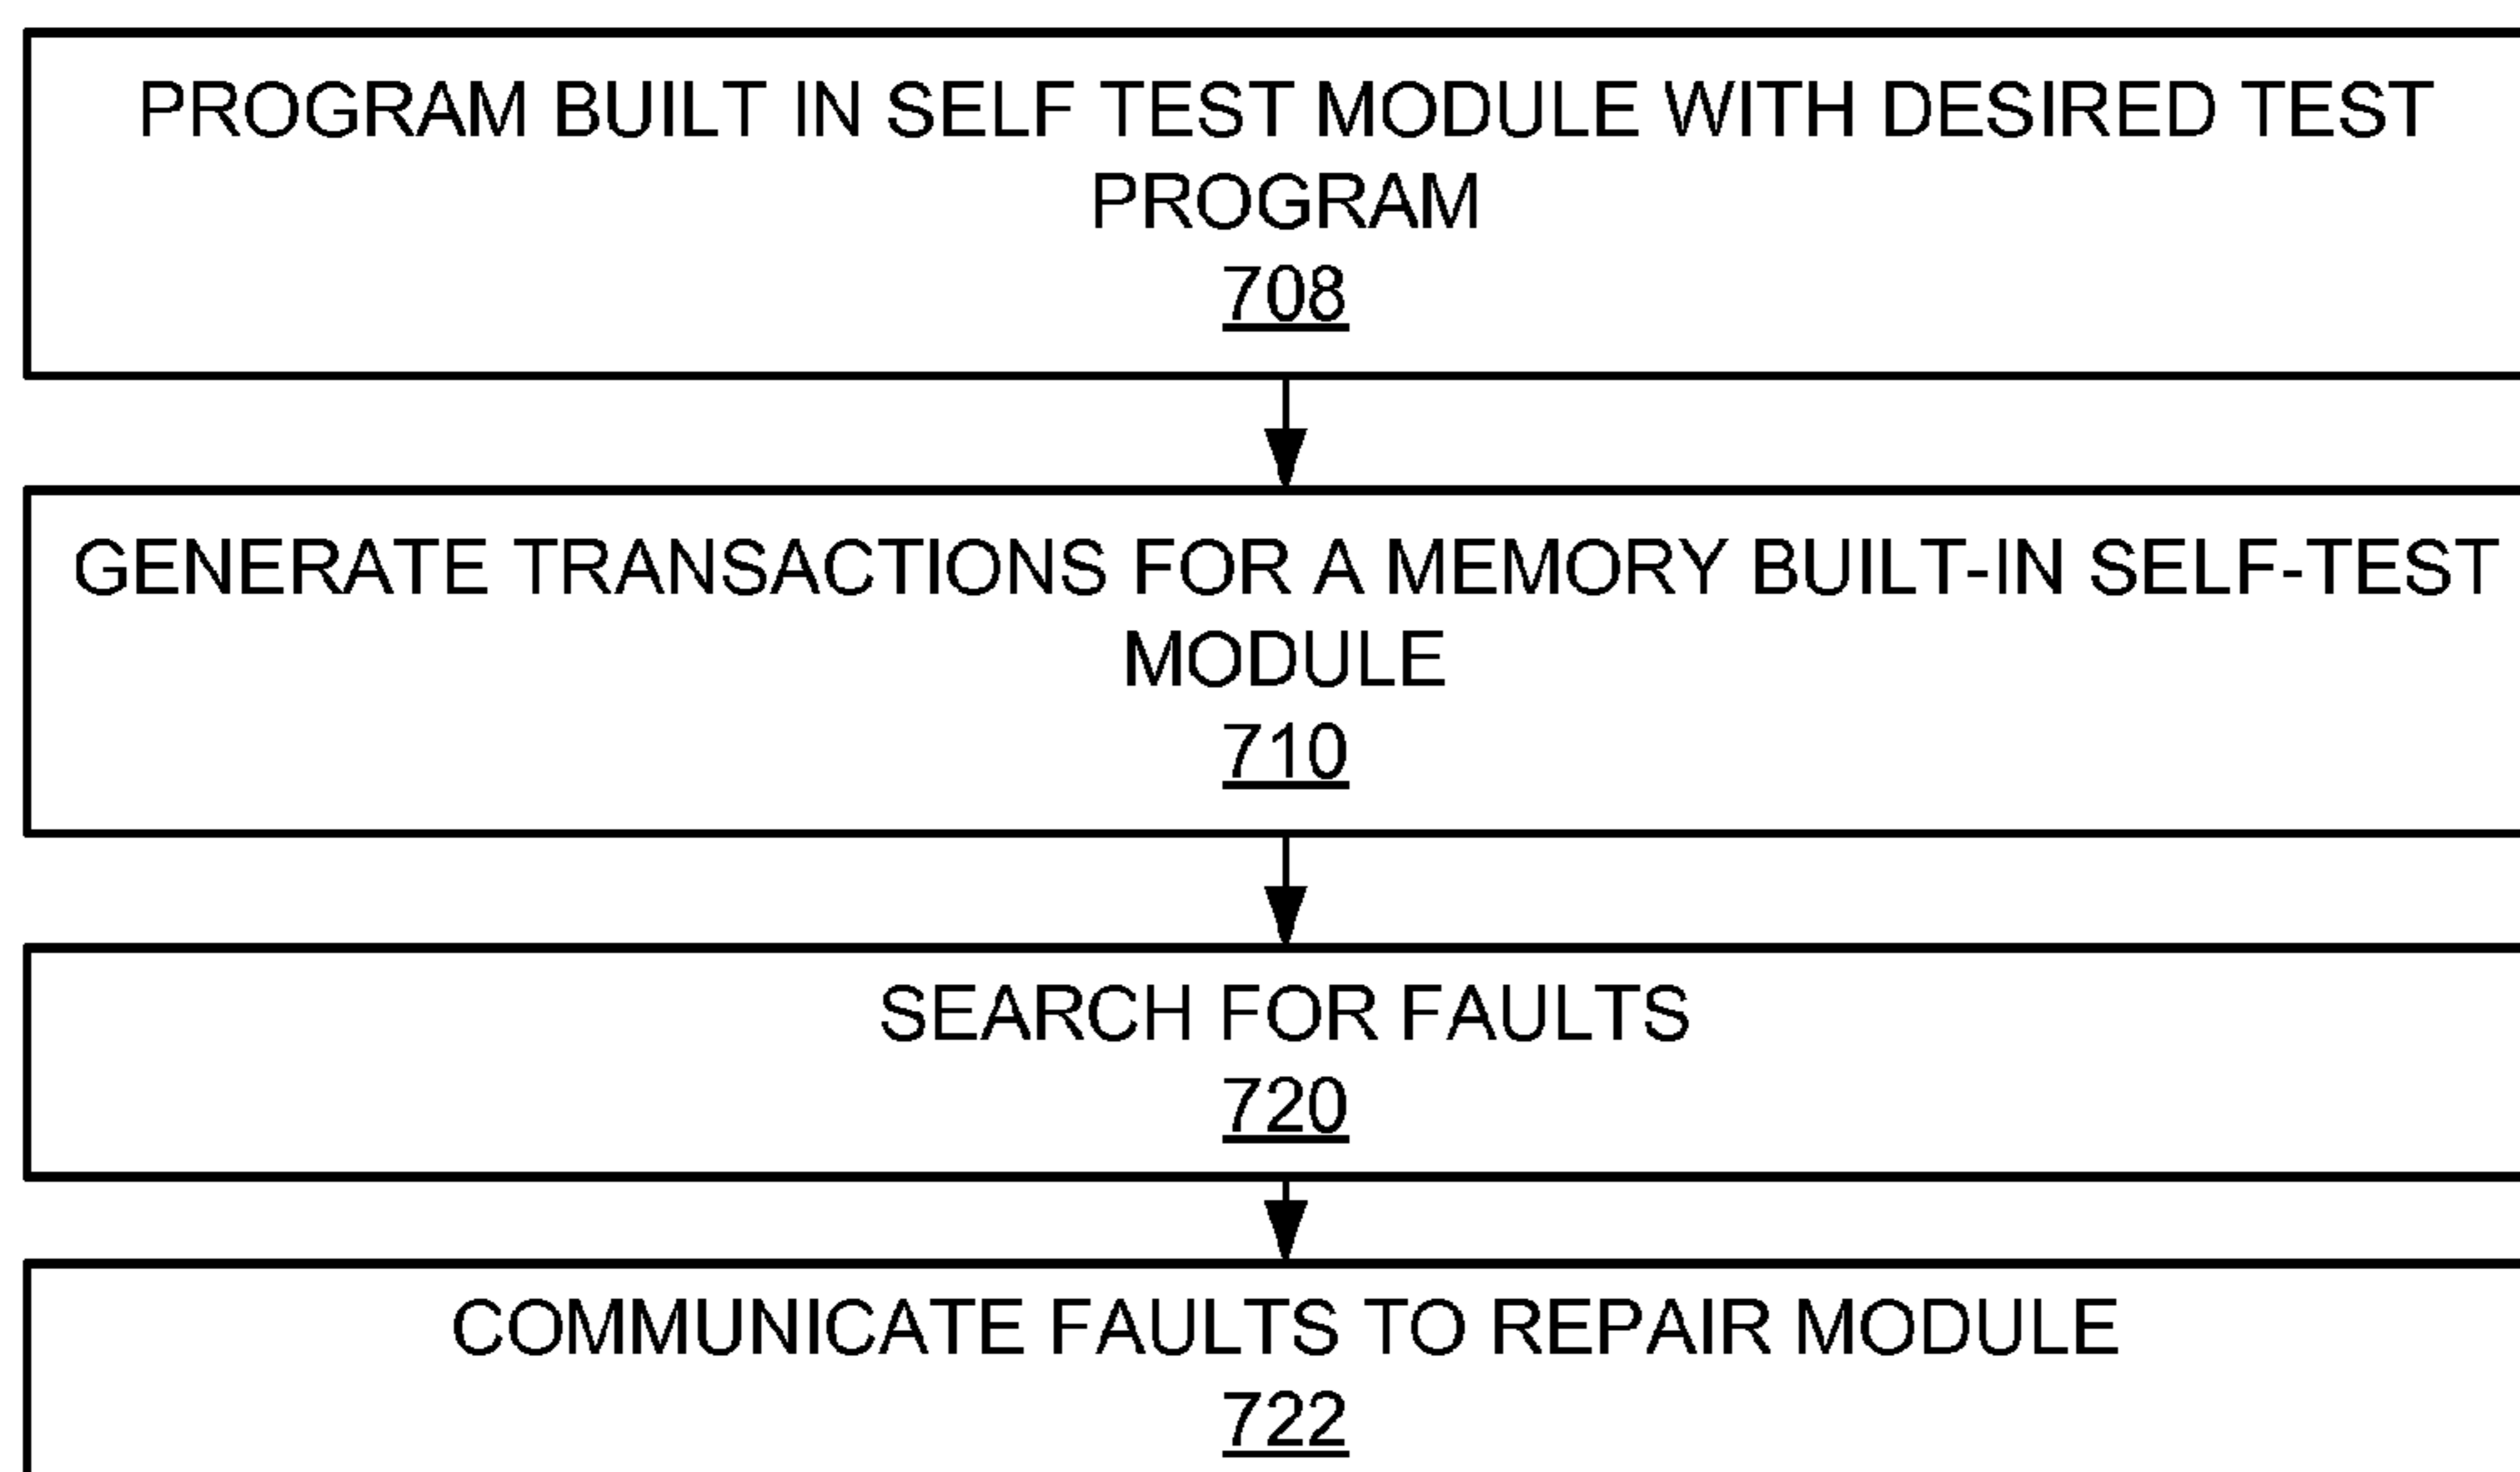 PROGRAM BUILT IN SELF TEST MODULE WITH DESIRED TEST
PROGRAM
708
GENERATE TRANSACTIONS FOR A MEMORY BUILT-IN SELF-TEST
MODULE
710
SEARCH FOR FAULTS
720
COMMUNICATE FAULTS TO REPAIR MODULE
722